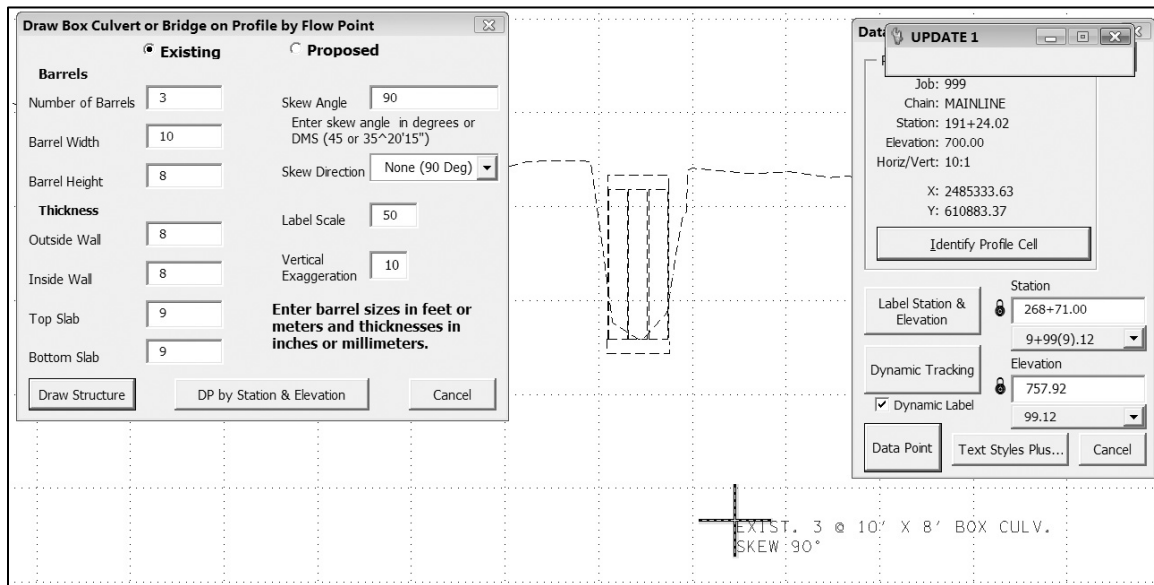 Draw Box Culvert or Bridge on Profile by Flow Point
Existing
Proposed
Barrels
Number of Barrels 3
Barrel Width 10
Barrel Height 8
Thickness
Outside Wall 8
Inside Wall 8
Top Slab 9
Bottom Slab 9
Skew Angle 90
Enter skew angle in degrees or
DMS (45 or 35^20'15")
Skew Direction None (90 Deg)
Label Scale 50
Vertical
Exaggeration 10
Enter barrel sizes in feet or
meters and thicknesses in
inches or millimeters.
Draw Structure
DP by Station & Elevation
Cancel
UPDATE 1
Job: 999
Chain: MAINLINE
Station: 191+24.02
Elevation: 700.00
Horiz/Vert: 10:1
X: 2485333.63
Y: 610883.37
Identify Profile Cell
Label Station &
Elevation
Station
268+71.00
9+99(9).12
Dynamic Tracking
Elevation
757.92
Dynamic Label
99.12
Data Point
Text Styles Plus...
Cancel
EXIST. 3 @ 10' X 8' BOX CULV.
SKEW 90°